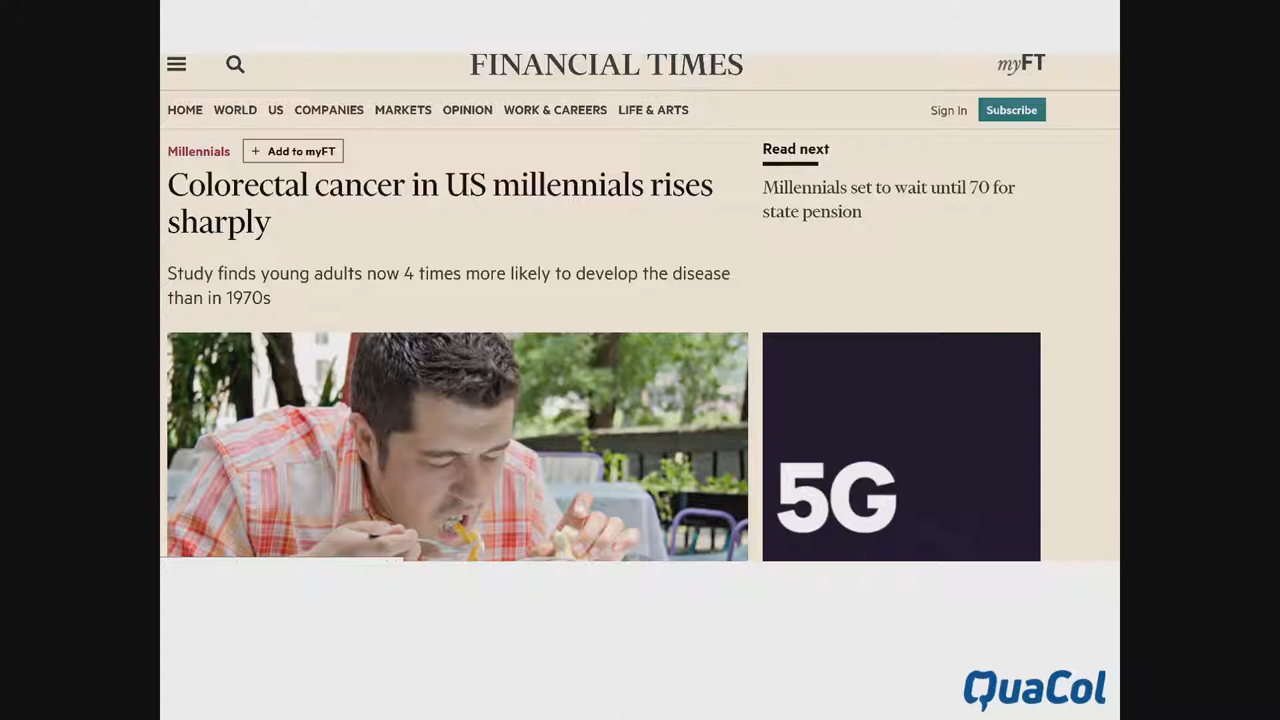 FINANCIAL TIMES
myFT
HOME WORLD US COMPANIES MARKETS OPINION WORK & CAREERS LIFE & ARTS
Sign In Subscribe
Millennials + Add to myFT
Colorectal cancer in US millennials rises
sharply
Study finds young adults now 4 times more likely to develop the disease
than in 1970s
Read next
Millennials set to wait until 70 for
state pension
5G
QuaCol